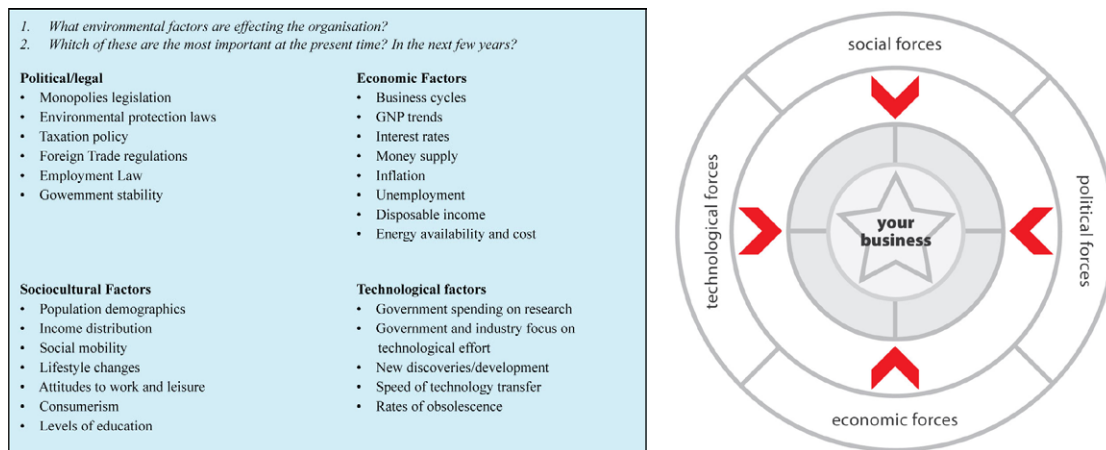 1. What environmental factors are effecting the organisation?
2. Which of these are the most important at the present time? In the next few years?
Political/legal
• Monopolies legislation
• Environmental protection laws
• Taxation policy
• Foreign Trade regulations
• Employment Law
• Gowemment stability
Economic Factors
• Business cycles
• GNP trends
• Interest rates
• Money supply
• Inflation
• Unemployment
• Disposable income
• Energy availability and cost
Sociocultural Factors
• Population demographics
• Income distribution
• Social mobility
• Lifestyle changes
• Attitudes to work and leisure
• Consumerism
• Levels of education
Technological factors
• Government spending on research
• Government and industry focus on
technological effort
• New discoveries/development
• Speed of technology transfer
• Rates of obsolescence
social forces
technological forces
your
business
political forces
economic forces